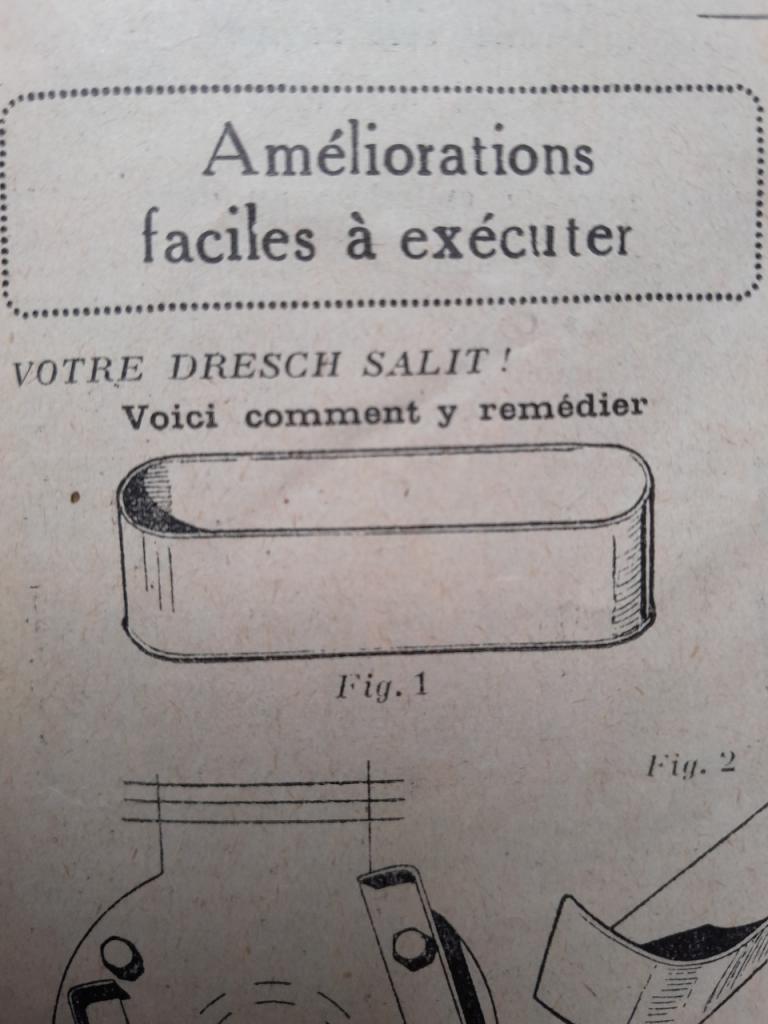 Améliorations
faciles à exécuter
VOTRE DRESCH SALIT !
Voici comment y remédier
Fig. 1
Fig. 2